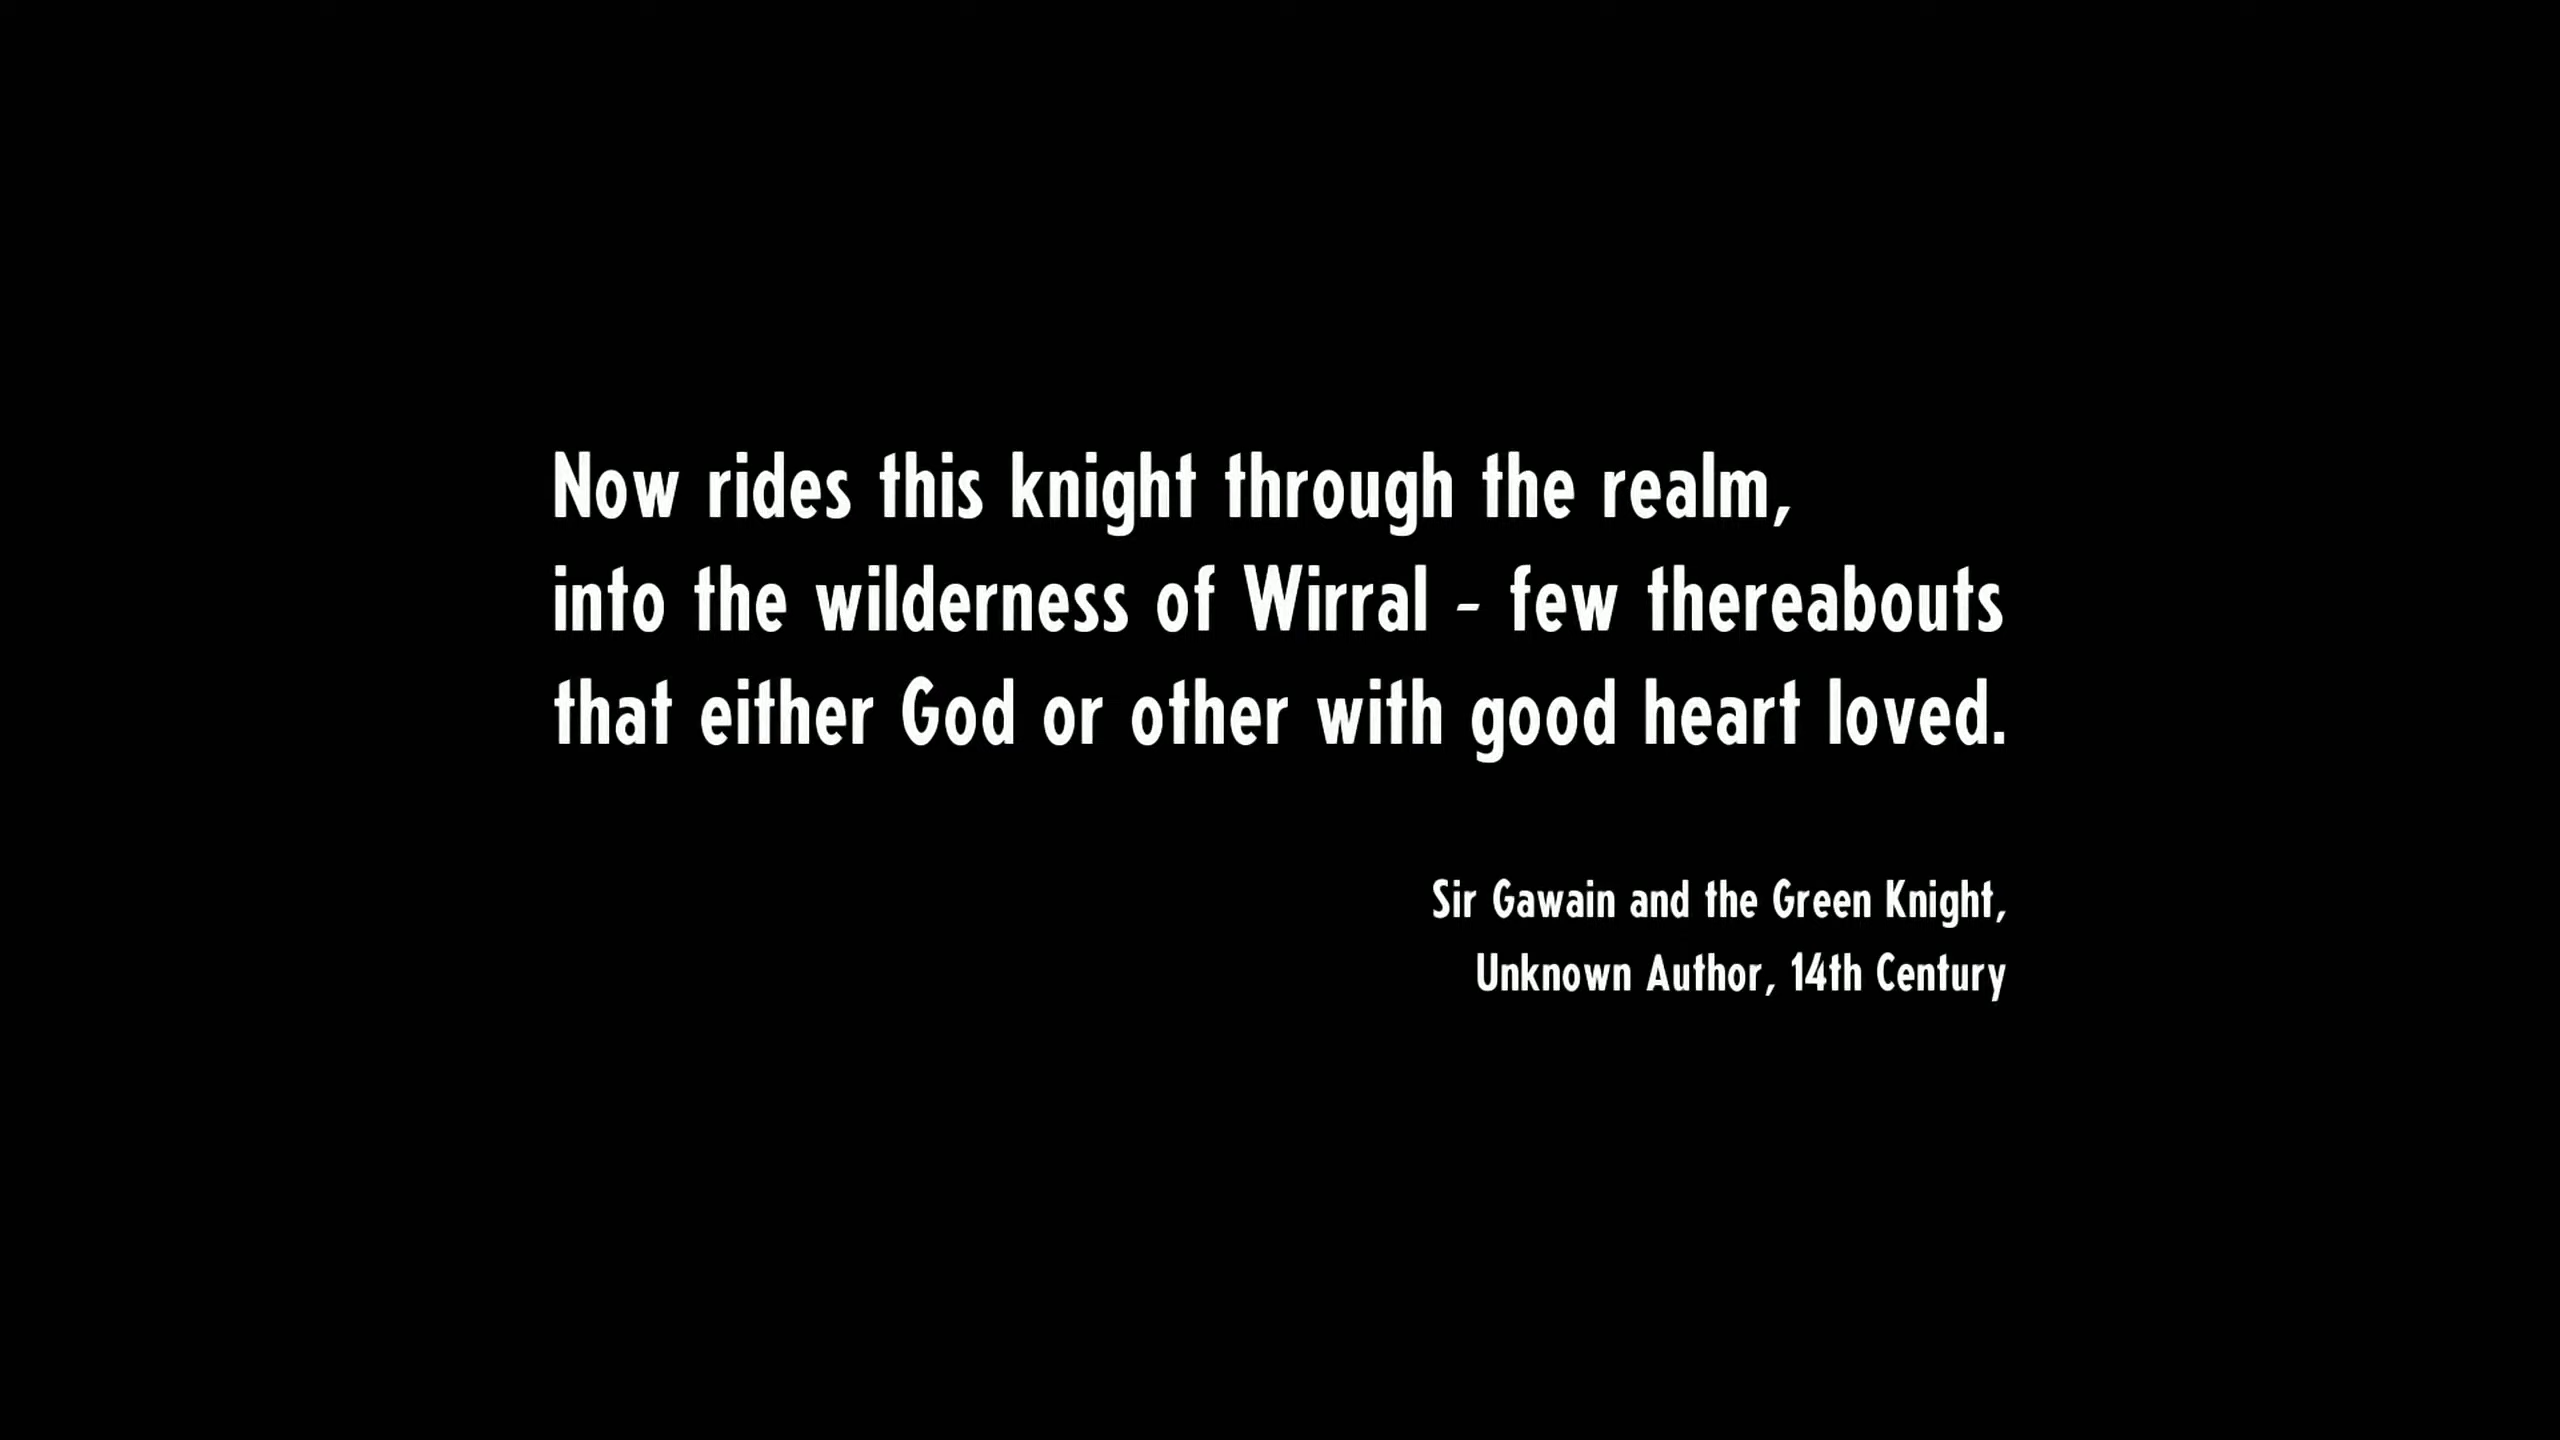 Now rides this knight through the realm,
into the wilderness of Wirral - few thereabouts
that either God or other with good heart loved.
Sir Gawain and the Green Knight,
Unknown Author, 14th Century